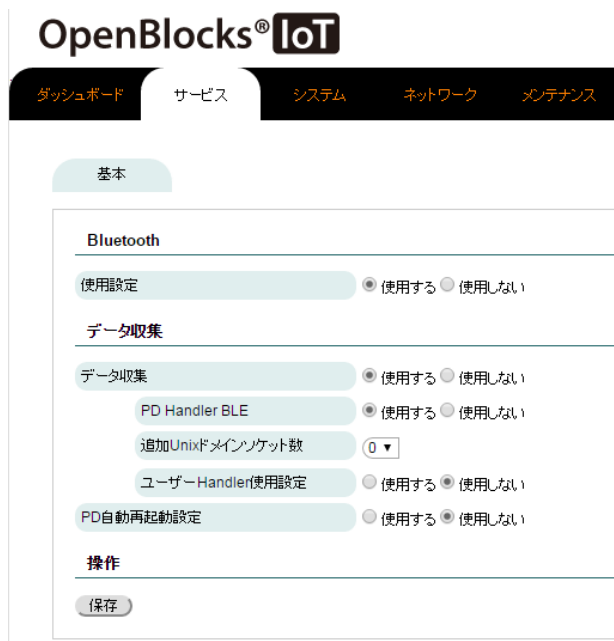 OpenBlocks® IoT
ダッシュボード サービス システム ネットワーク メンテナンス
基本
Bluetooth
使用設定 使用する 使用しない
データ収集
データ収集 使用する 使用しない
PD Handler BLE 使用する 使用しない
追加Unixドメインソケット数 0
ユーザーHandler使用設定 使用する 使用しない
PD自動再起動設定 使用する 使用しない
操作
保存